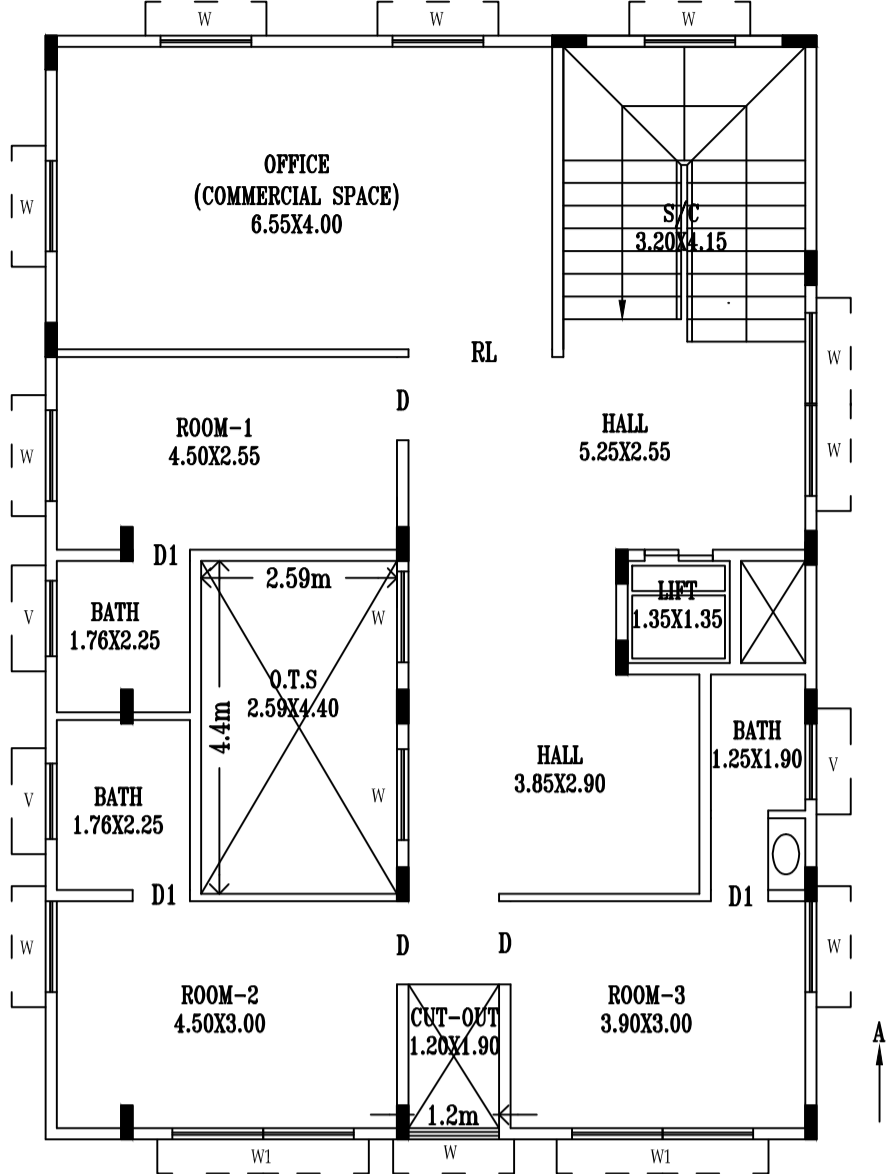 W
W
W
OFFICE
(COMMERCIAL SPACE)
6.55X4.00
W
S/C
3.20X4.15
RL
W
D
ROOM-1
4.50X2.55
HALL
5.25X2.55
W
W
D1
2.59m
LIFT
1.35X1.35
V
BATH
1.76X2.25
W
O.T.S
2.59X4.40
4.4m
BATH
1.25X1.90
HALL
3.85X2.90
V
V
BATH
1.76X2.25
W
D1
D1
W
D
D
W
ROOM-2
4.50X3.00
ROOM-3
3.90X3.00
CUT-OUT
1.20X1.90
A
1.2m
W1
W
W1